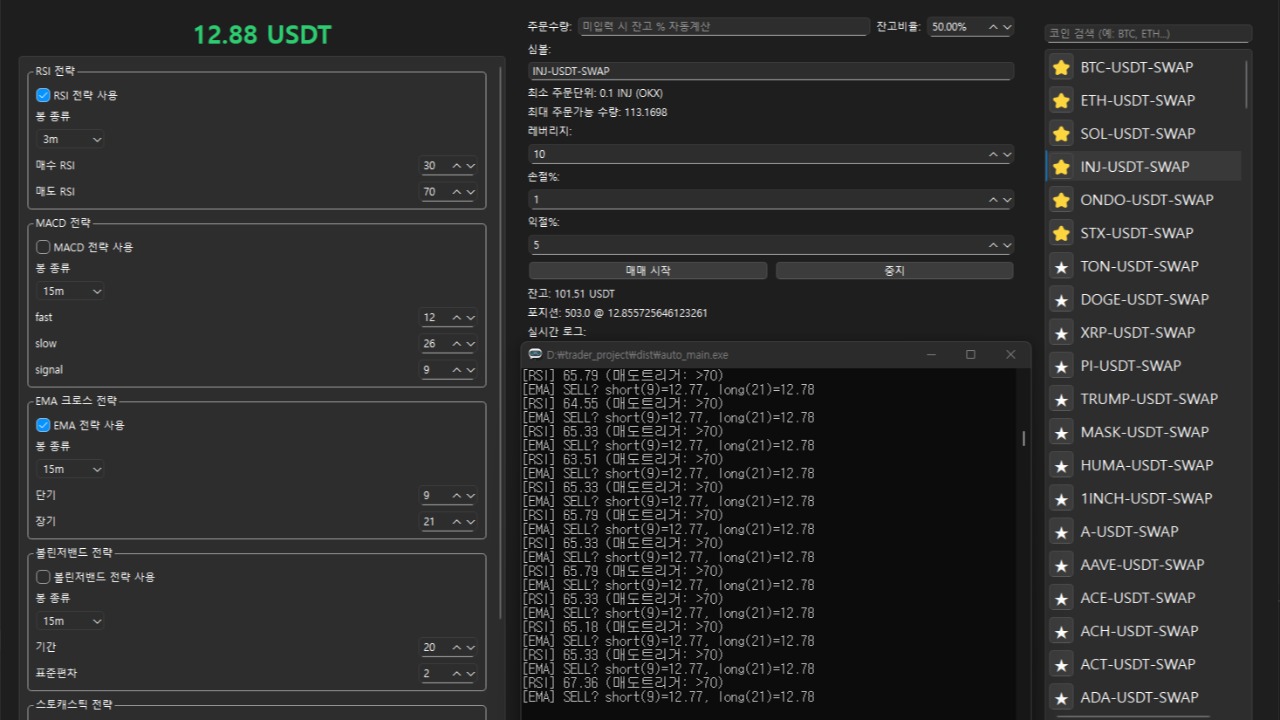 12.88 USDT
RSI 전략
RSI 전략 사용
봉 종류
3m
매수 RSI 30
매도 RSI 70
MACD 전략
MACD 전략 사용
봉 종류
15m
fast 12
slow 26
signal 9
EMA 크로스 전략
EMA 전략 사용
봉 종류
15m
단기 9
장기 21
볼린저밴드 전략
볼린저밴드 전략 사용
봉 종류
15m
기간 20
표준편차 2
스토캐스틱 전략
주문수량: 미입력 시 잔고 % 자동계산 잔고비율: 50.00%
심볼:
INJ-USDT-SWAP
최소 주문단위: 0.1 INJ (OKX)
최대 주문가능 수량: 113.1698
레버리지:
10
손절%:
1
익절%:
5
매매 시작 중지
잔고: 101.51 USDT
포지션: 503.0 @ 12.855725646123261
실시간 로그:
D:₩trader_project₩dist₩auto_main.exe
[RSI] 65.79 (매도트리거: >70)
[EMA] SELL? short(9)=12.77, long(21)=12.78
[RSI] 64.55 (매도트리거: >70)
[EMA] SELL? short(9)=12.77, long(21)=12.78
[RSI] 65.33 (매도트리거: >70)
[EMA] SELL? short(9)=12.77, long(21)=12.78
[RSI] 63.51 (매도트리거: >70)
[EMA] SELL? short(9)=12.77, long(21)=12.78
[RSI] 65.33 (매도트리거: >70)
[EMA] SELL? short(9)=12.77, long(21)=12.78
[RSI] 65.79 (매도트리거: >70)
[EMA] SELL? short(9)=12.77, long(21)=12.78
[RSI] 65.33 (매도트리거: >70)
[EMA] SELL? short(9)=12.77, long(21)=12.78
[RSI] 65.79 (매도트리거: >70)
[EMA] SELL? short(9)=12.77, long(21)=12.78
[RSI] 65.33 (매도트리거: >70)
[EMA] SELL? short(9)=12.77, long(21)=12.78
[RSI] 65.18 (매도트리거: >70)
[EMA] SELL? short(9)=12.77, long(21)=12.78
[RSI] 65.33 (매도트리거: >70)
[EMA] SELL? short(9)=12.77, long(21)=12.78
[RSI] 67.36 (매도트리거: >70)
[EMA] SELL? short(9)=12.77, long(21)=12.78
코인 검색 (예: BTC, ETH...)
BTC-USDT-SWAP
ETH-USDT-SWAP
SOL-USDT-SWAP
INJ-USDT-SWAP
ONDO-USDT-SWAP
STX-USDT-SWAP
TON-USDT-SWAP
DOGE-USDT-SWAP
XRP-USDT-SWAP
PI-USDT-SWAP
TRUMP-USDT-SWAP
MASK-USDT-SWAP
HUMA-USDT-SWAP
1INCH-USDT-SWAP
A-USDT-SWAP
AAVE-USDT-SWAP
ACE-USDT-SWAP
ACH-USDT-SWAP
ACT-USDT-SWAP
ADA-USDT-SWAP